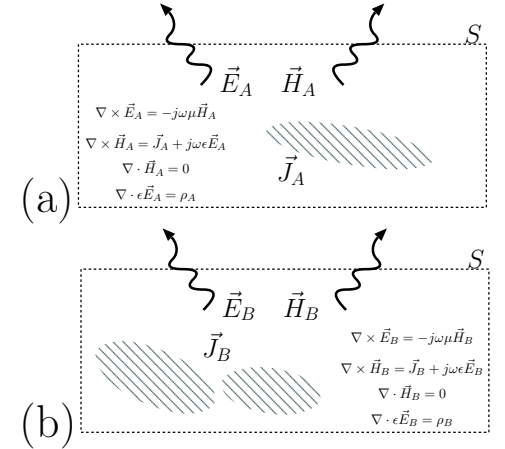 S
E⃗_A H⃗_A
∇ × E⃗_A = −jωμH⃗_A
∇ × H⃗_A = J⃗_A + jωϵE⃗_A
∇ · H⃗_A = 0
∇ · ϵE⃗_A = ρ_A
J⃗_A
(a)
S
E⃗_B H⃗_B
J⃗_B
∇ × E⃗_B = −jωμH⃗_B
∇ × H⃗_B = J⃗_B + jωϵE⃗_B
∇ · H⃗_B = 0
∇ · ϵE⃗_B = ρ_B
(b)